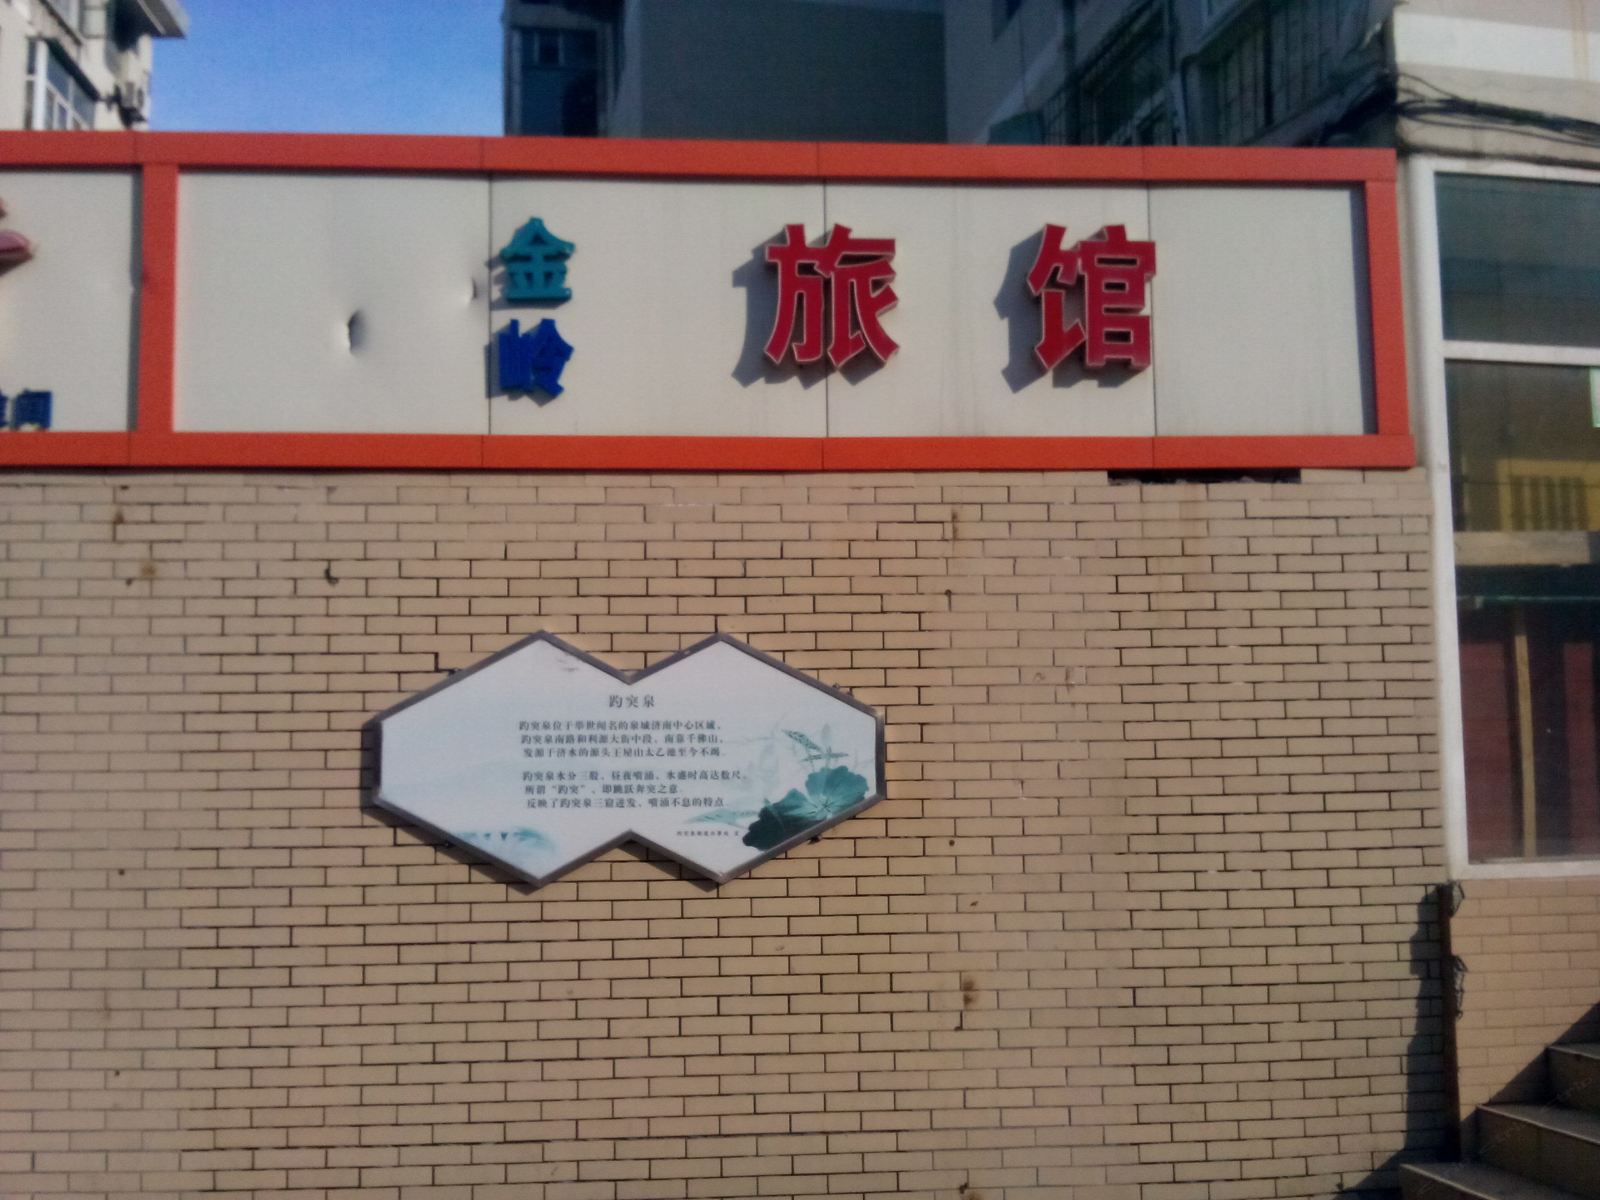 金岭
旅馆
趵突泉
趵突泉位于举世闻名的泉城济南中心区域，
趵突泉南路和利源大街中段，南靠千佛山，
发源于济水的源头王屋山太乙池至今不竭。
趵突泉水分三股，昼夜喷涌，水盛时高达数尺。
所谓“趵突”，即跳跃奔突之意
反映了趵突泉三窟迸发，喷涌不息的特点